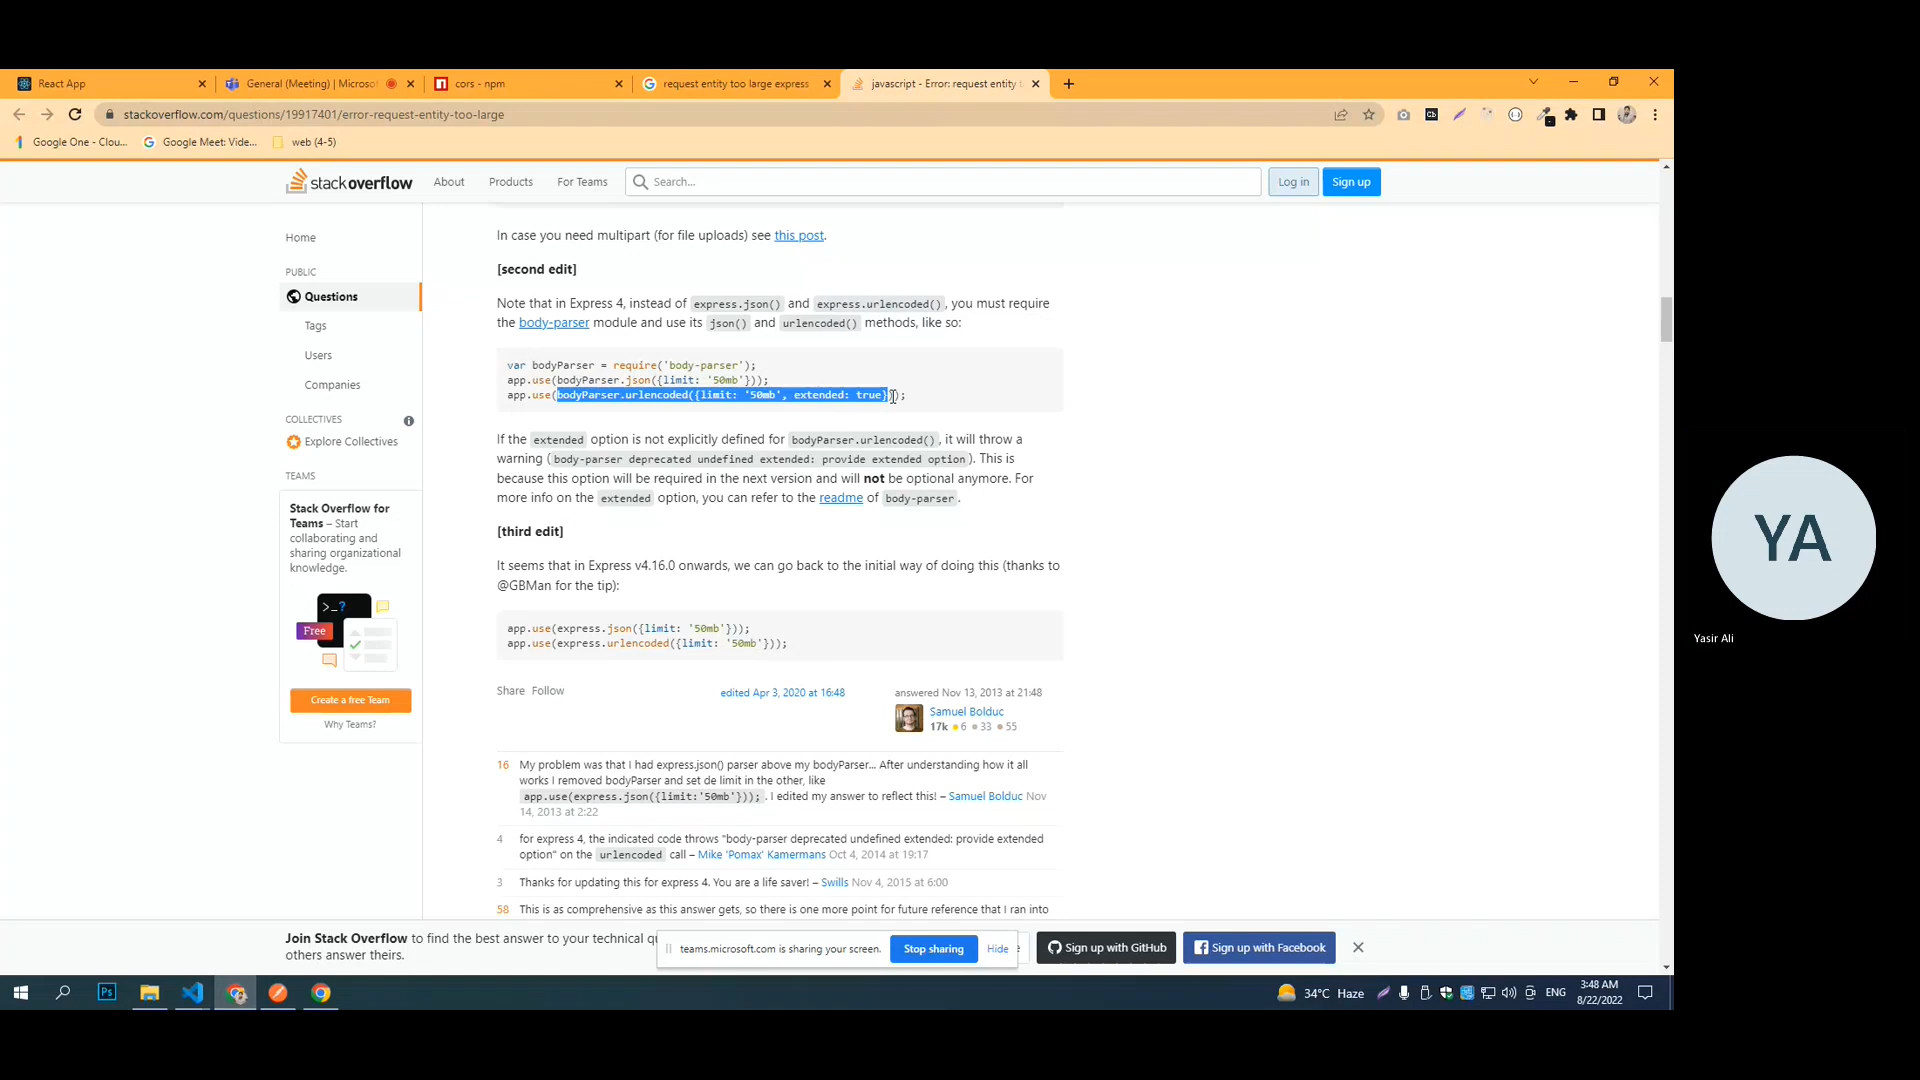 React App
General (Meeting) | Microso
cors - npm
request entity too large express
javascript - Error: request entity t
stackoverflow.com/questions/19917401/error-request-entity-too-large
Google One - Clou...
Google Meet: Vide...
web (4-5)
stackoverflow
About
Products
For Teams
Search...
Log in
Sign up
Home
PUBLIC
Questions
Tags
Users
Companies
COLLECTIVES
Explore Collectives
TEAMS
Stack Overflow for
Teams – Start
collaborating and
sharing organizational
knowledge.
>_?
Free
Create a free Team
Why Teams?
In case you need multipart (for file uploads) see this post.
[second edit]
Note that in Express 4, instead of express.json() and express.urlencoded(), you must require
the body-parser module and use its json() and urlencoded() methods, like so:
var bodyParser = require('body-parser');
app.use(bodyParser.json({limit: '50mb'}));
app.use(bodyParser.urlencoded({limit: '50mb', extended: true}));
If the extended option is not explicitly defined for bodyParser.urlencoded(), it will throw a
warning (body-parser deprecated undefined extended: provide extended option). This is
because this option will be required in the next version and will not be optional anymore. For
more info on the extended option, you can refer to the readme of body-parser.
[third edit]
It seems that in Express v4.16.0 onwards, we can go back to the initial way of doing this (thanks to
@GBMan for the tip):
app.use(express.json({limit: '50mb'}));
app.use(express.urlencoded({limit: '50mb'}));
Share Follow
edited Apr 3, 2020 at 16:48
answered Nov 13, 2013 at 21:48
Samuel Bolduc
17k 6 33 55
16 My problem was that I had express.json() parser above my bodyParser... After understanding how it all
works I removed bodyParser and set de limit in the other, like
app.use(express.json({limit:'50mb'})); . I edited my answer to reflect this! – Samuel Bolduc Nov
14, 2013 at 2:22
4 for express 4, the indicated code throws "body-parser deprecated undefined extended: provide extended
option" on the urlencoded call – Mike 'Pomax' Kamermans Oct 4, 2014 at 19:17
3 Thanks for updating this for express 4. You are a life saver! – Swills Nov 4, 2015 at 6:00
58 This is as comprehensive as this answer gets, so there is one more point for future reference that I ran into
Join Stack Overflow to find the best answer to your technical qu
others answer theirs.
teams.microsoft.com is sharing your screen.
Stop sharing
Hide
Sign up with GitHub
Sign up with Facebook
YA
Yasir Ali
Ps
34°C Haze
ENG
3:48 AM
8/22/2022